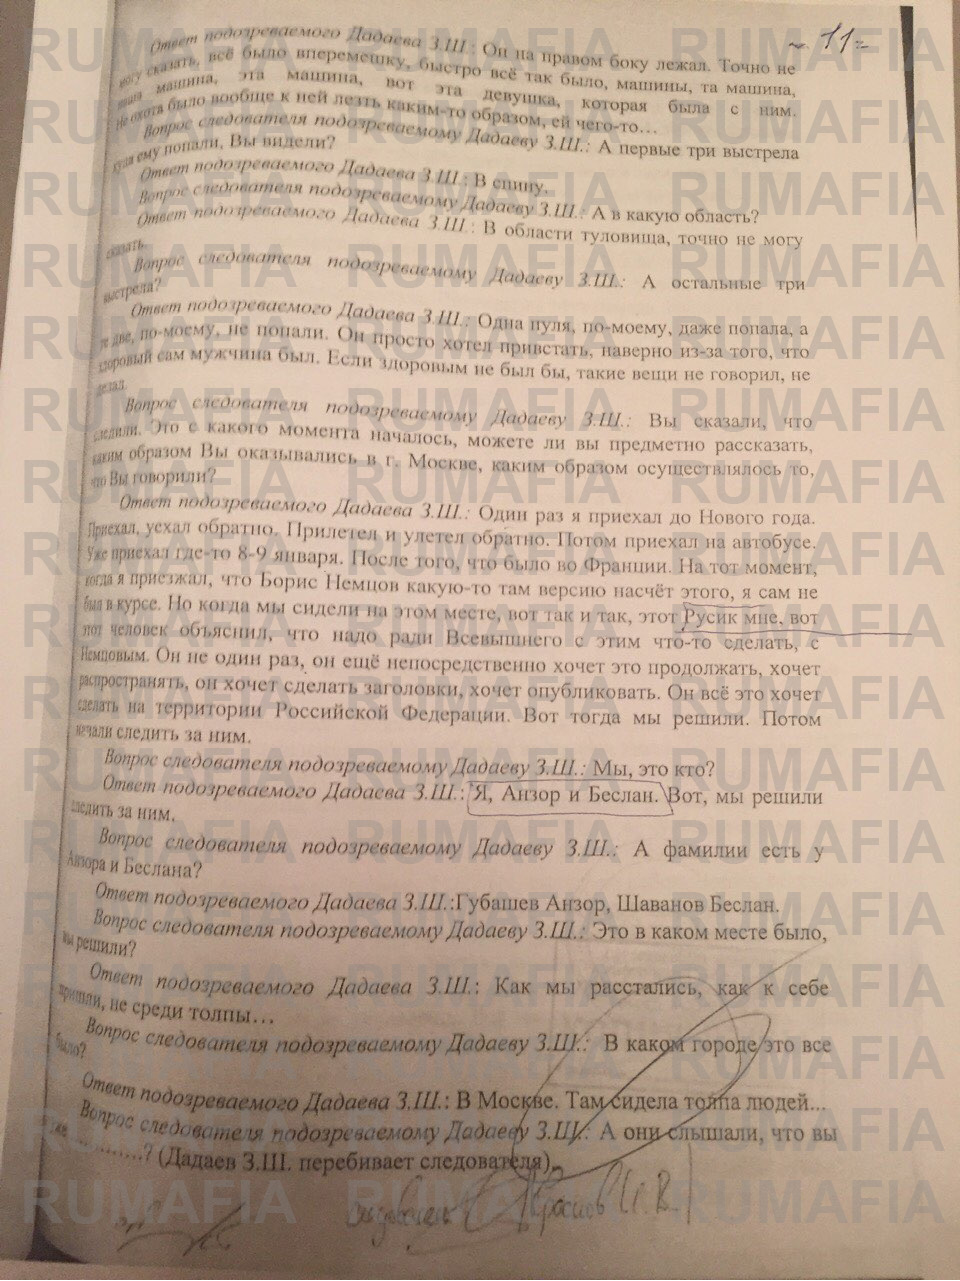 - 11 -
Ответ подозреваемого Дадаева З.Ш.: Он на правом боку лежал. Точно не
могу сказать, всё было вперемешку, быстро всё так было, машины, та машина,
наша машина, эта машина, вот эта девушка, которая была с ним.
Не охота было вообще к ней лезть каким-то образом, ей чего-то…
Вопрос следователя подозреваемому Дадаеву З.Ш.: А первые три выстрела
куда ему попали, Вы видели?
Ответ подозреваемого Дадаева З.Ш.: В спину.
Вопрос следователя подозреваемому Дадаеву З.Ш.: А в какую область?
Ответ подозреваемого Дадаева З.Ш.: В области туловища, точно не могу
сказать.
Вопрос следователя подозреваемому Дадаеву З.Ш.: А остальные три
выстрела?
Ответ подозреваемого Дадаева З.Ш.: Одна пуля, по-моему, даже попала, а
те две, по-моему, не попали. Он просто хотел привстать, наверно из-за того, что
здоровый сам мужчина был. Если здоровым не был бы, такие вещи не говорил, не
делал.
Вопрос следователя подозреваемому Дадаеву З.Ш.: Вы сказали, что
следили. Это с какого момента началось, можете ли вы предметно рассказать,
каким образом Вы оказывались в г. Москве, каким образом осуществлялось то,
что Вы говорили?
Ответ подозреваемого Дадаева З.Ш.: Один раз я приехал до Нового года.
Приехал, уехал обратно. Прилетел и улетел обратно. Потом приехал на автобусе.
Уже приехал где-то 8-9 января. После того, что было во Франции. На тот момент,
когда я приезжал, что Борис Немцов какую-то там версию насчёт этого, я сам не
был в курсе. Но когда мы сидели на этом месте, вот так и так, этот Русик мне, вот
этот человек объяснил, что надо ради Всевышнего с этим что-то сделать, с
Немцовым. Он не один раз, он ещё непосредственно хочет это продолжать, хочет
распространять, он хочет сделать заголовки, хочет опубликовать. Он всё это хочет
сделать на территории Российской Федерации. Вот тогда мы решили. Потом
начали следить за ним.
Вопрос следователя подозреваемому Дадаеву З.Ш.: Мы, это кто?
Ответ подозреваемого Дадаева З.Ш.: Я, Анзор и Беслан. Вот, мы решили
следить за ним.
Вопрос следователя подозреваемому Дадаеву З.Ш.: А фамилии есть у
Анзора и Беслана?
Ответ подозреваемого Дадаева З.Ш.:Губашев Анзор, Шаванов Беслан.
Вопрос следователя подозреваемому Дадаеву З.Ш.: Это в каком месте было,
вы решили?
Ответ подозреваемого Дадаева З.Ш.: Как мы расстались, как к себе
пришли, не среди толпы…
Вопрос следователя подозреваемому Дадаеву З.Ш.: В каком городе это все
было?
Ответ подозреваемого Дадаева З.Ш.: В Москве. Там сидела толпа людей...
Вопрос следователя подозреваемому Дадаеву З.Ш.: А они слышали, что вы
..........? (Дадаев З.Ш. перебивает следователя)
RUMAFIA RUMAFIA RUMAFIA